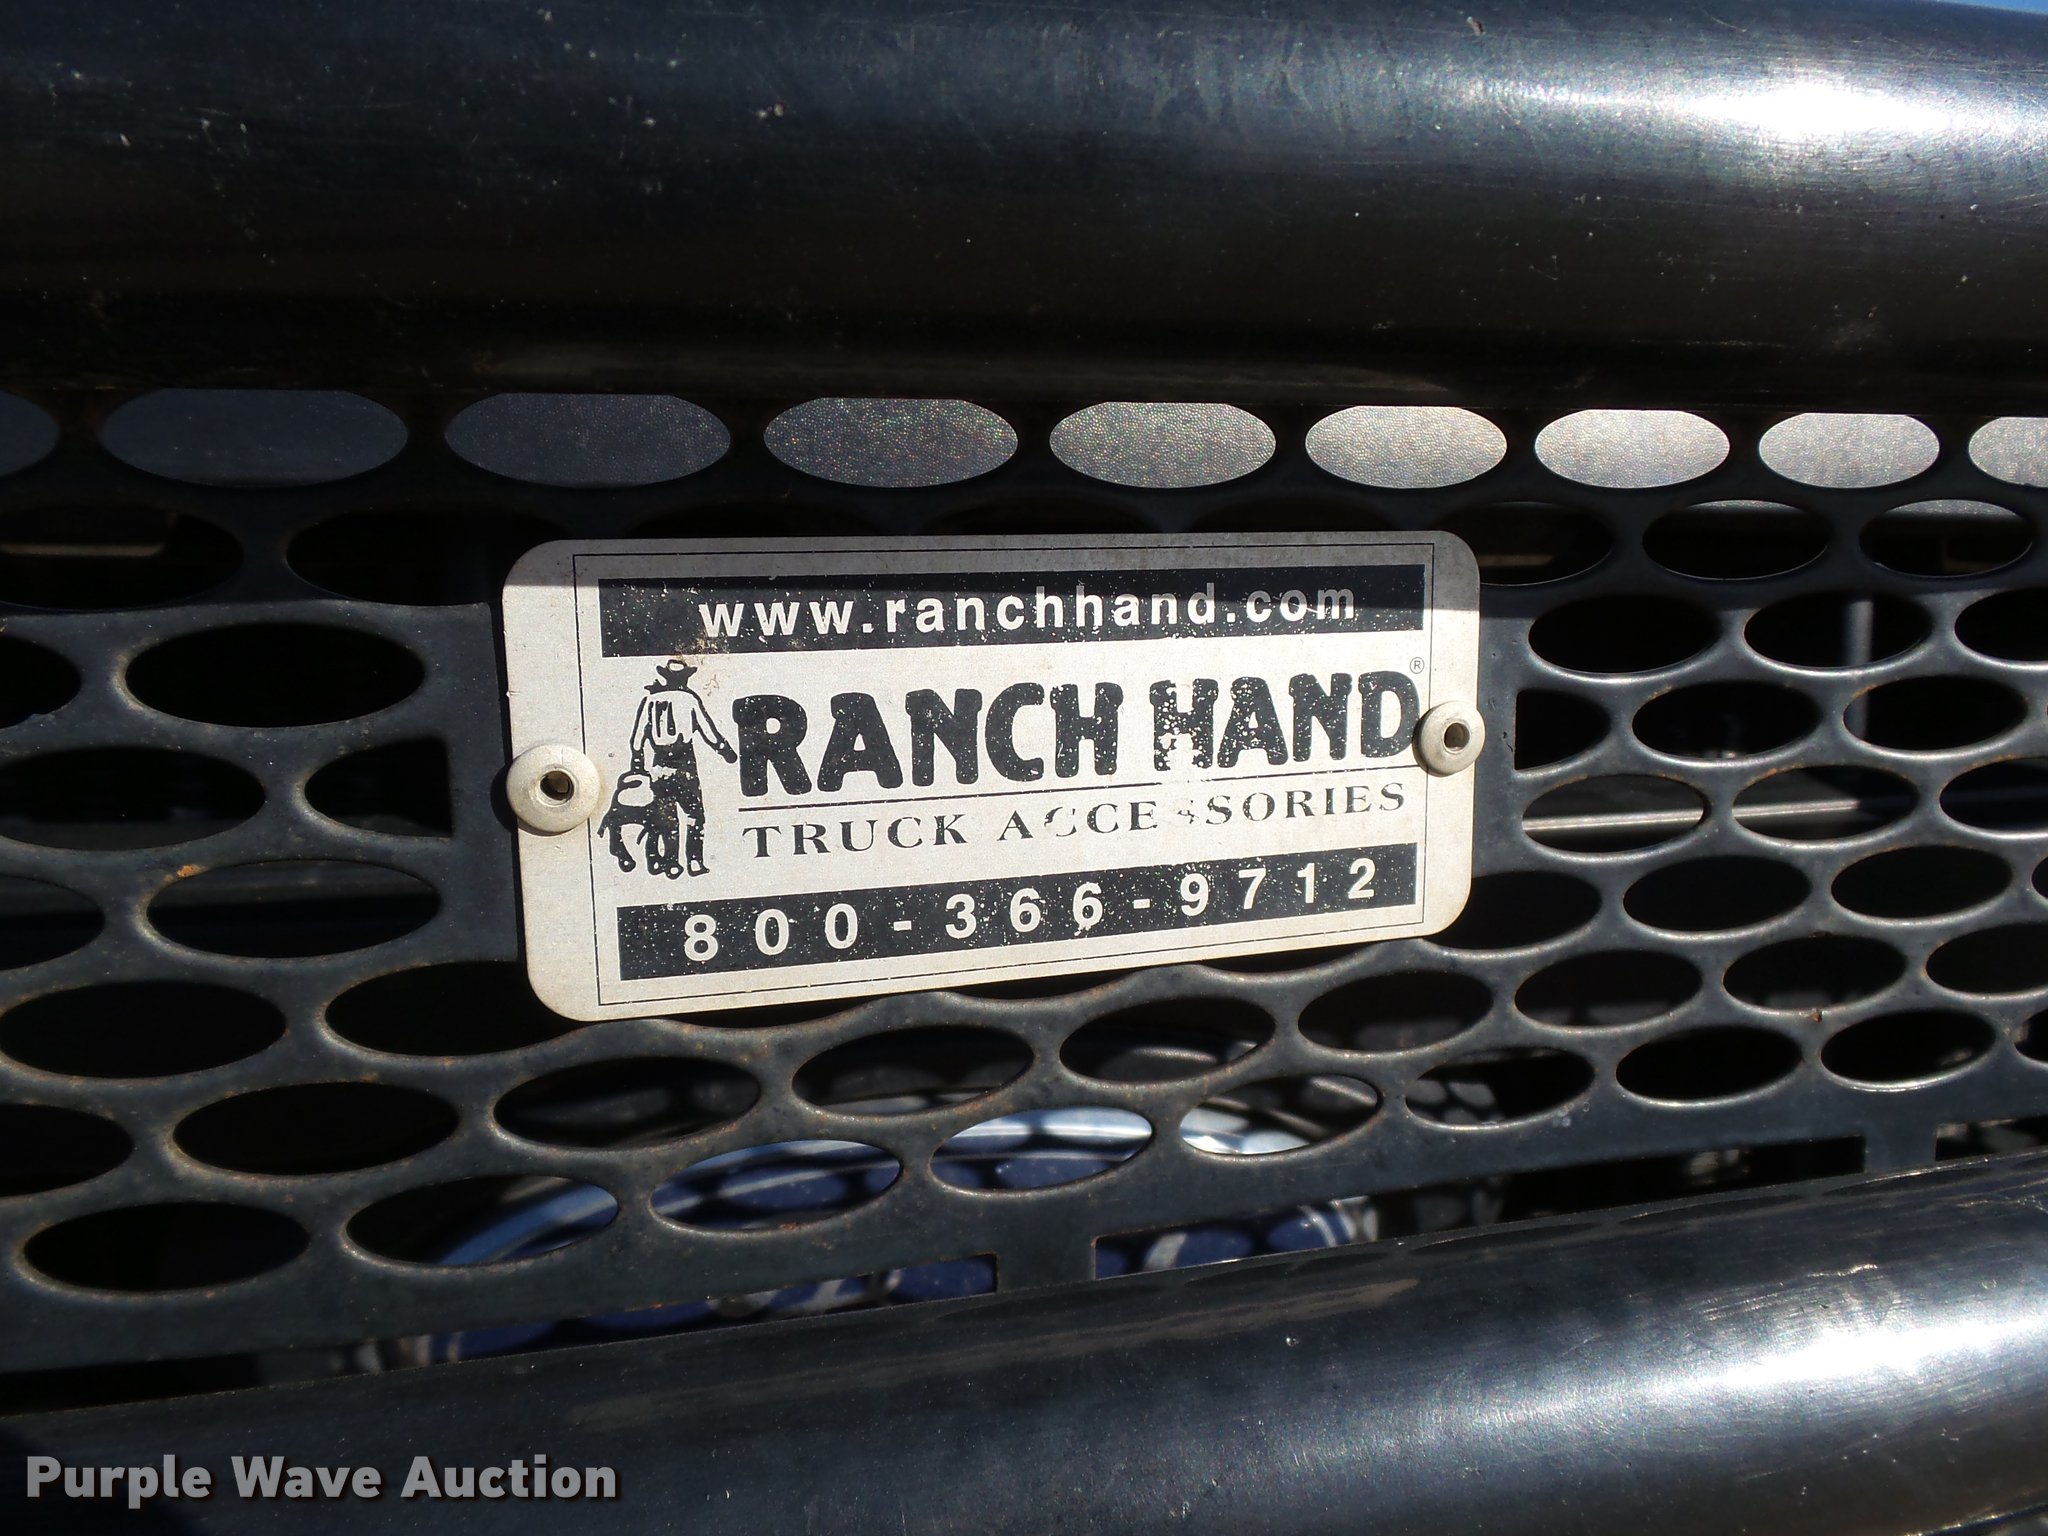 www.ranchhand.com
RANCH HAND®
TRUCK ACCESSORIES
800-366-9712
Purple Wave Auction